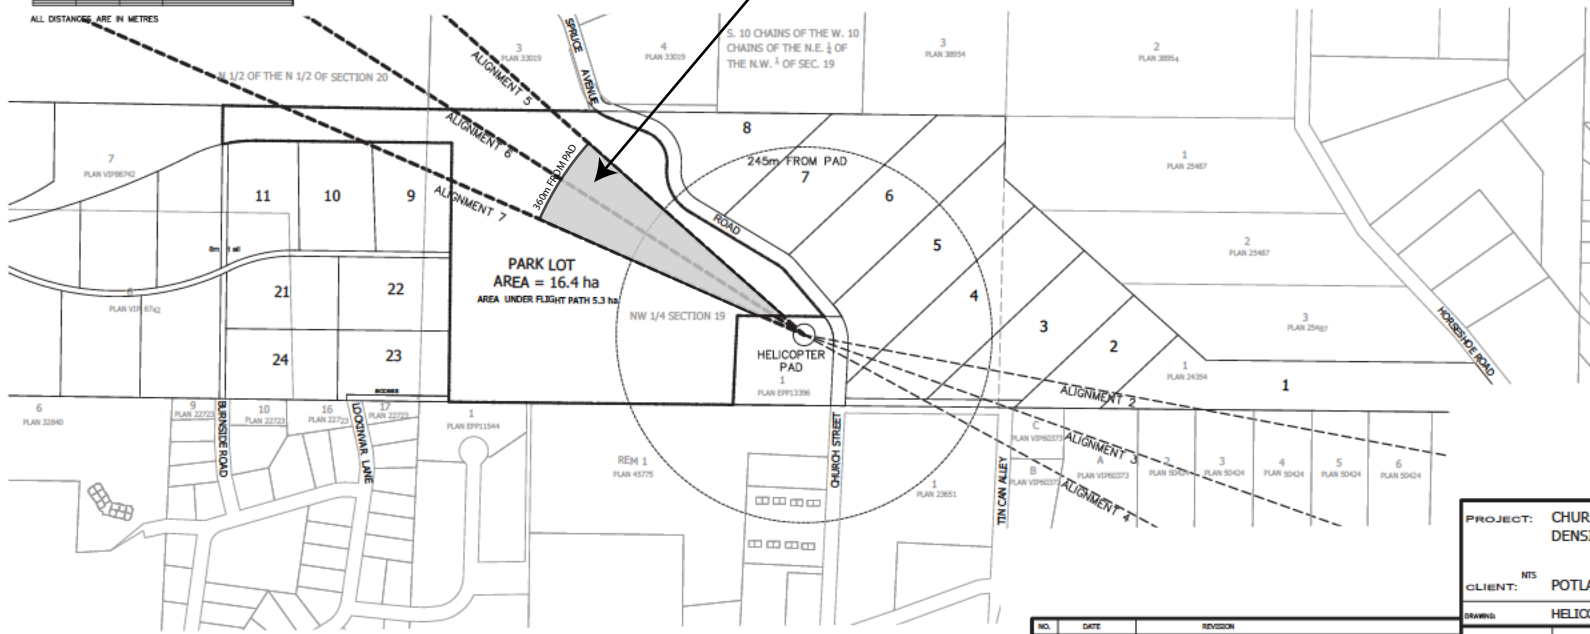 ALL DISTANCES ARE IN METRES
N 1/2 OF THE N 1/2 OF SECTION 20
3
PLAN 33019
SPRUCE AVENUE
4
PLAN 33019
S. 10 CHAINS OF THE W. 10
CHAINS OF THE N.E. ¼ OF
THE N.W. ¼ OF SEC. 19
3
PLAN 38954
2
PLAN 38954
ALIGNMENT 5
ALIGNMENT 6
ALIGNMENT 7
360m FROM PAD
7
PLAN VIP86742
11
10
9
8
245m FROM PAD
7
6
5
4
3
2
1
ROAD
1
PLAN 25487
2
PLAN 25487
3
PLAN 25487
HORSESHOE ROAD
PARK LOT
AREA = 16.4 ha
AREA UNDER FLIGHT PATH 5.3 ha
NW 1/4 SECTION 19
6
21
22
24
23
ACCESS
HELICOPTER
PAD
1
PLAN EPP13396
1
PLAN 24354
ALIGNMENT 2
ALIGNMENT 3
ALIGNMENT 4
6
PLAN 32840
9
PLAN 22723
BURNSIDE ROAD
10
PLAN 22723
16
PLAN 22723
LOCKINVAR LANE
17
PLAN 22723
1
PLAN EPP11544
REM 1
PLAN 45775
CHURCH STREET
1
PLAN 23651
TIN CAN ALLEY
C
PLAN VIP60373
B
PLAN VIP60373
A
PLAN VIP60373
2
PLAN 50424
3
PLAN 50424
4
PLAN 50424
5
PLAN 50424
6
PLAN 50424
PROJECT: CHUR
DENSI
NTS
CLIENT: POTLA
DRAWING: HELICO
NO. DATE REVISION